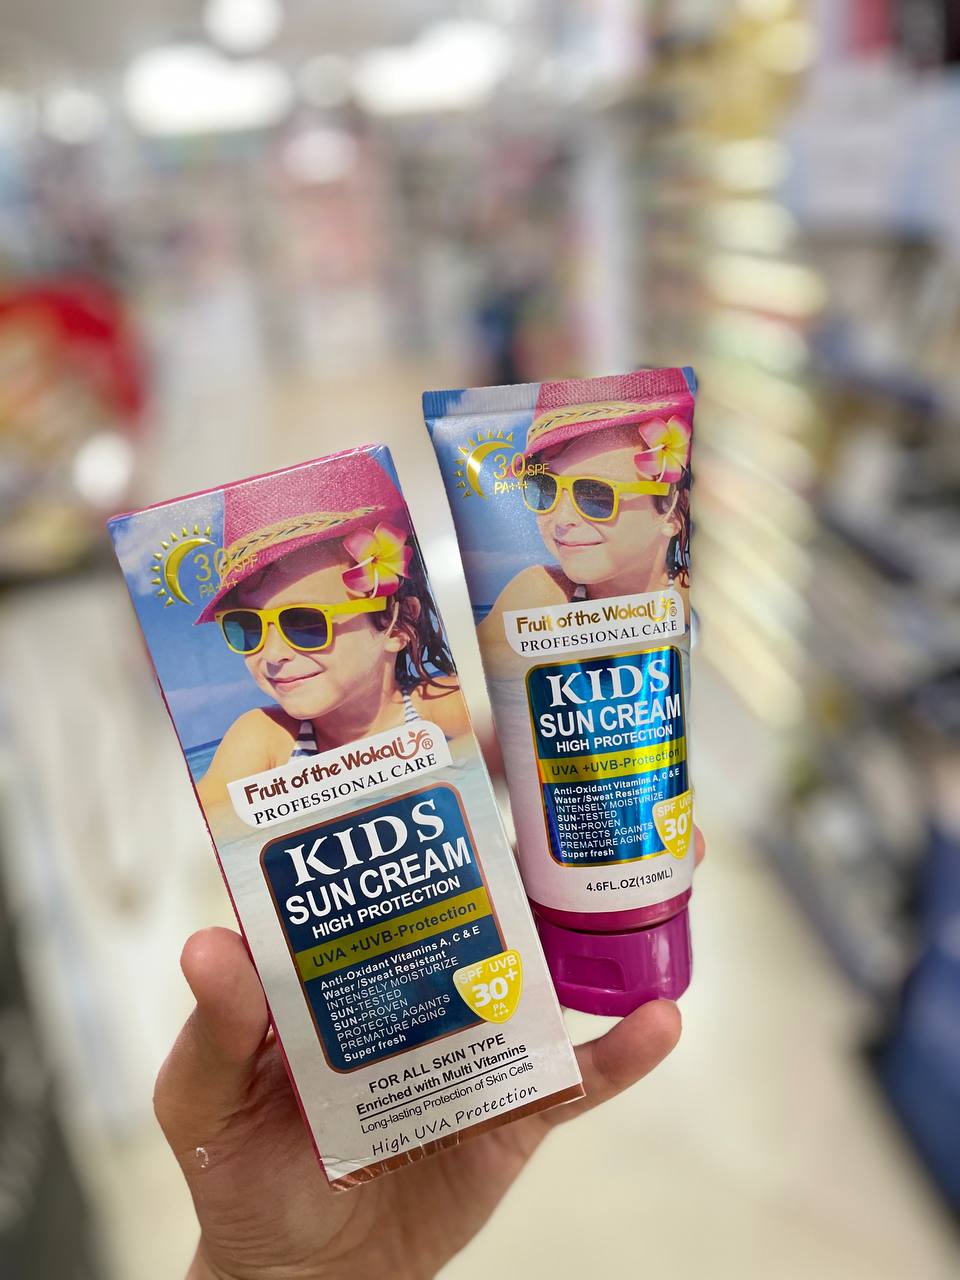 30 SPF
PA+++
Fruit of the Wokali ®
PROFESSIONAL CARE
KIDS
SUN CREAM
HIGH PROTECTION
UVA +UVB-Protection
Anti-Oxidant Vitamins A, C & E
Water /Sweat Resistant
INTENSELY MOISTURIZE
SUN-TESTED
SUN-PROVEN
PROTECTS AGAINTS
PREMATURE AGING
Super fresh
SPF/UVB
30+
PA
+++
FOR ALL SKIN TYPE
Enriched with Multi Vitamins
Long-lasting Protection of Skin Cells
High UVA Protection
30 SPF
PA+++
Fruit of the Wokali ®
PROFESSIONAL CARE
KIDS
SUN CREAM
HIGH PROTECTION
UVA +UVB-Protection
Anti-Oxidant Vitamins A, C & E
Water /Sweat Resistant
INTENSELY MOISTURIZE
SUN-TESTED
SUN-PROVEN
PROTECTS AGAINTS
PREMATURE AGING
Super fresh
SPF UVB
30+
PA
+++
4.6FL.OZ(130ML)